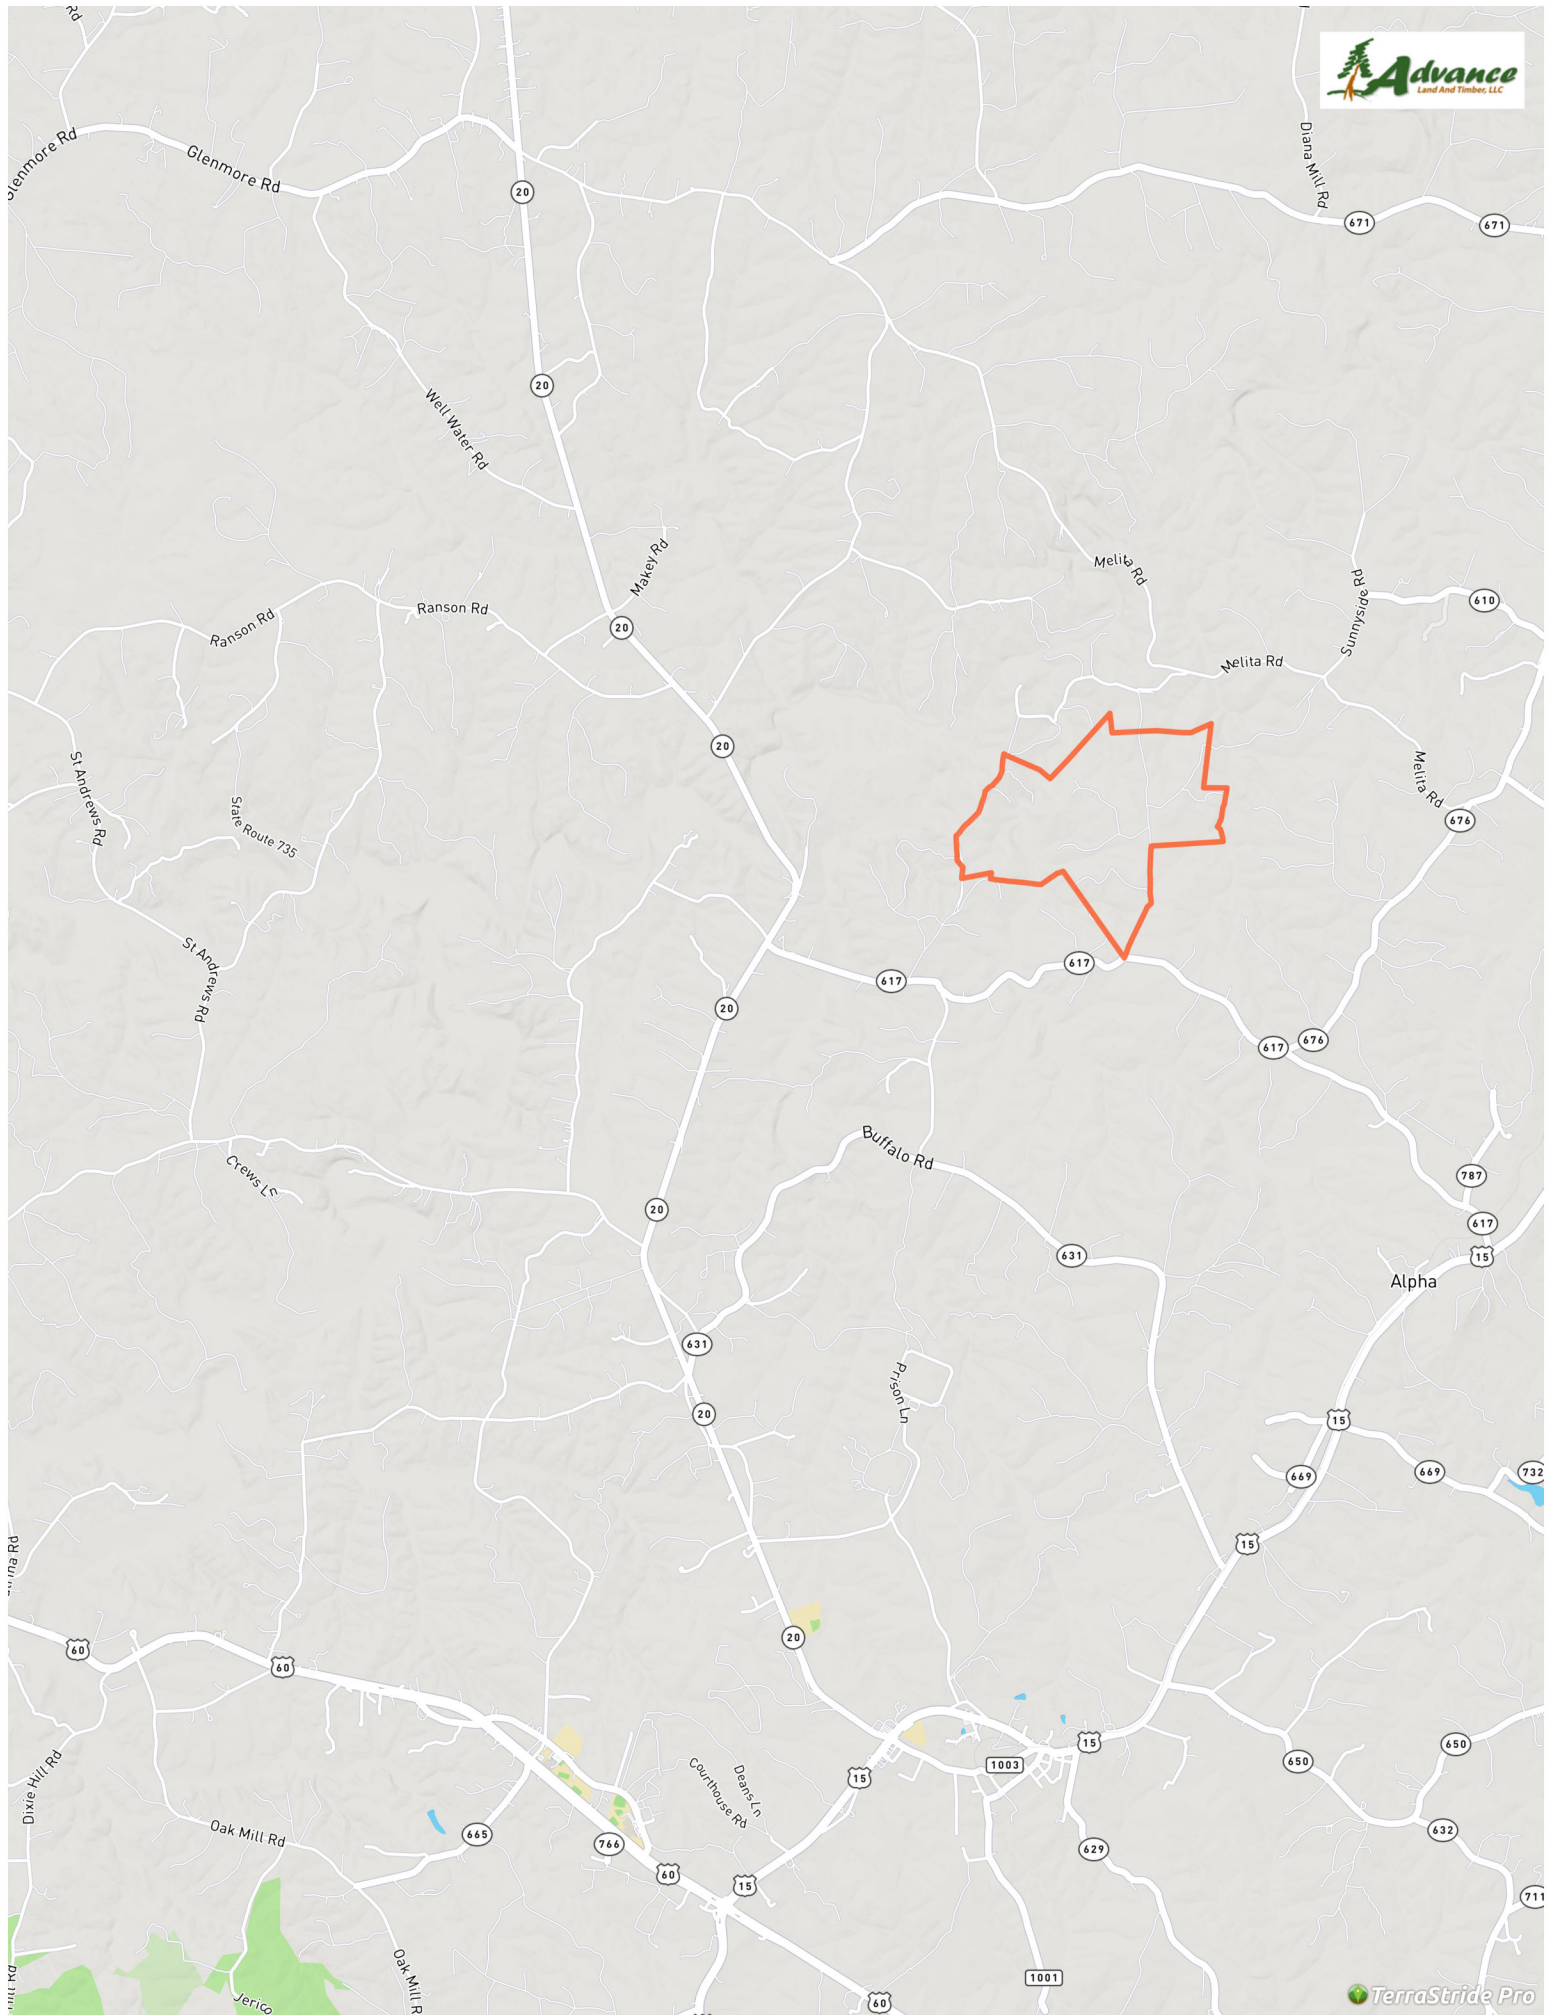 Rd
Advance
Land And Timber, LLC
Glenmore Rd
Glenmore Rd
Diana Mill Rd
20
671
671
20
Well Water Rd
Makey Rd
Melita Rd
Ranson Rd
Ranson Rd
610
20
Sunnyside Rd
Melita Rd
20
St Andrews Rd
State Route 735
Melita Rd
676
St Andrews Rd
617
617
20
617
676
Buffalo Rd
Crews Ln
787
20
617
631
15
Alpha
631
Prison Ln
20
15
669
669
732
15
Rd
20
60
60
15
650
650
1003
Dixie Hill Rd
Courthouse Rd
Deans Ln
15
Oak Mill Rd
665
766
632
629
60
15
711
Oak Mill R
Rd
Jerico
1001
60
TerraStride Pro